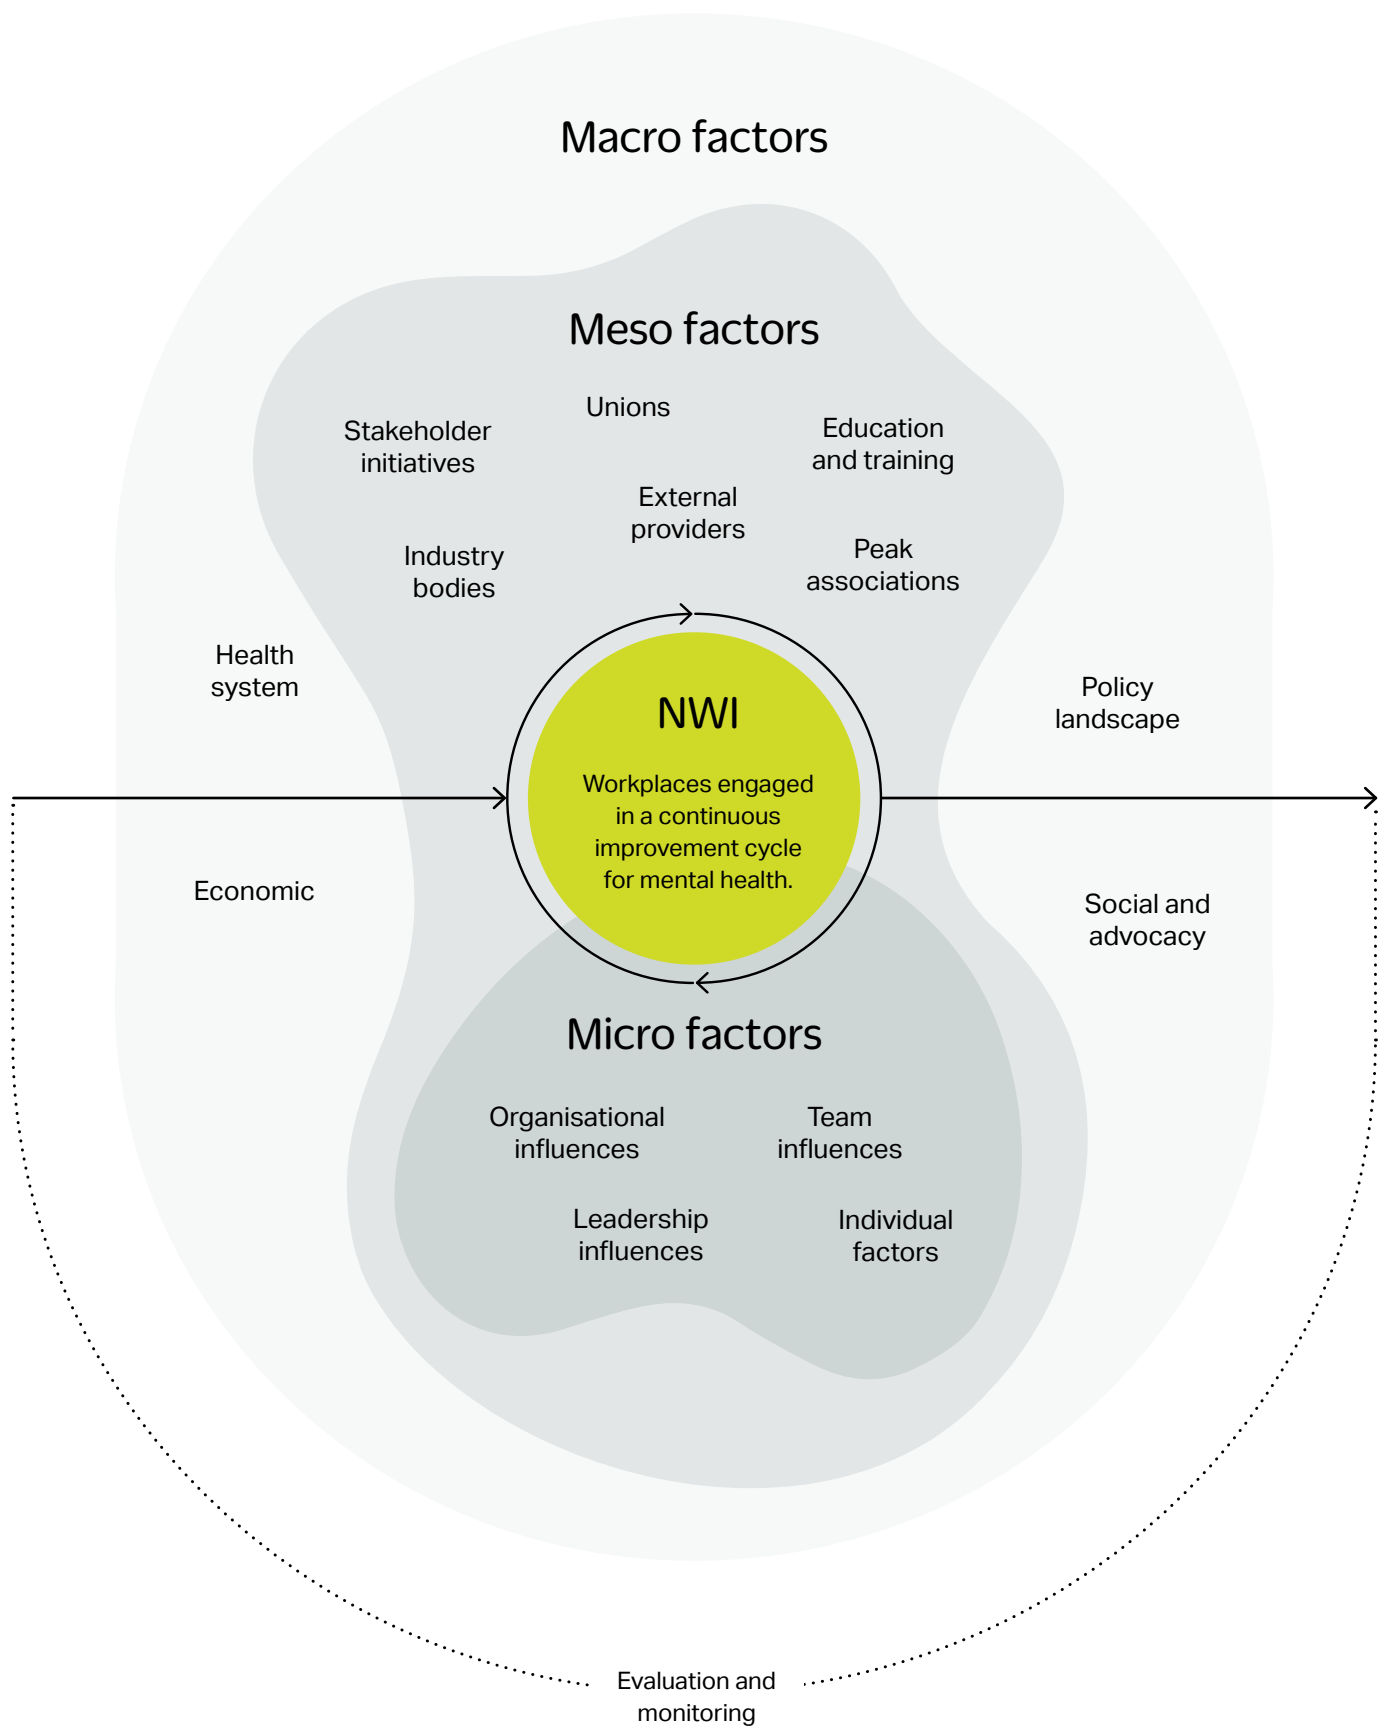 Macro factors
Meso factors
Unions
Stakeholder
initiatives
Education
and training
External
providers
Industry
bodies
Peak
associations
Health
system
Policy
landscape
NWI
Workplaces engaged
in a continuous
improvement cycle
for mental health.
Economic
Social and
advocacy
Micro factors
Organisational
influences
Team
influences
Leadership
influences
Individual
factors
Evaluation and
monitoring